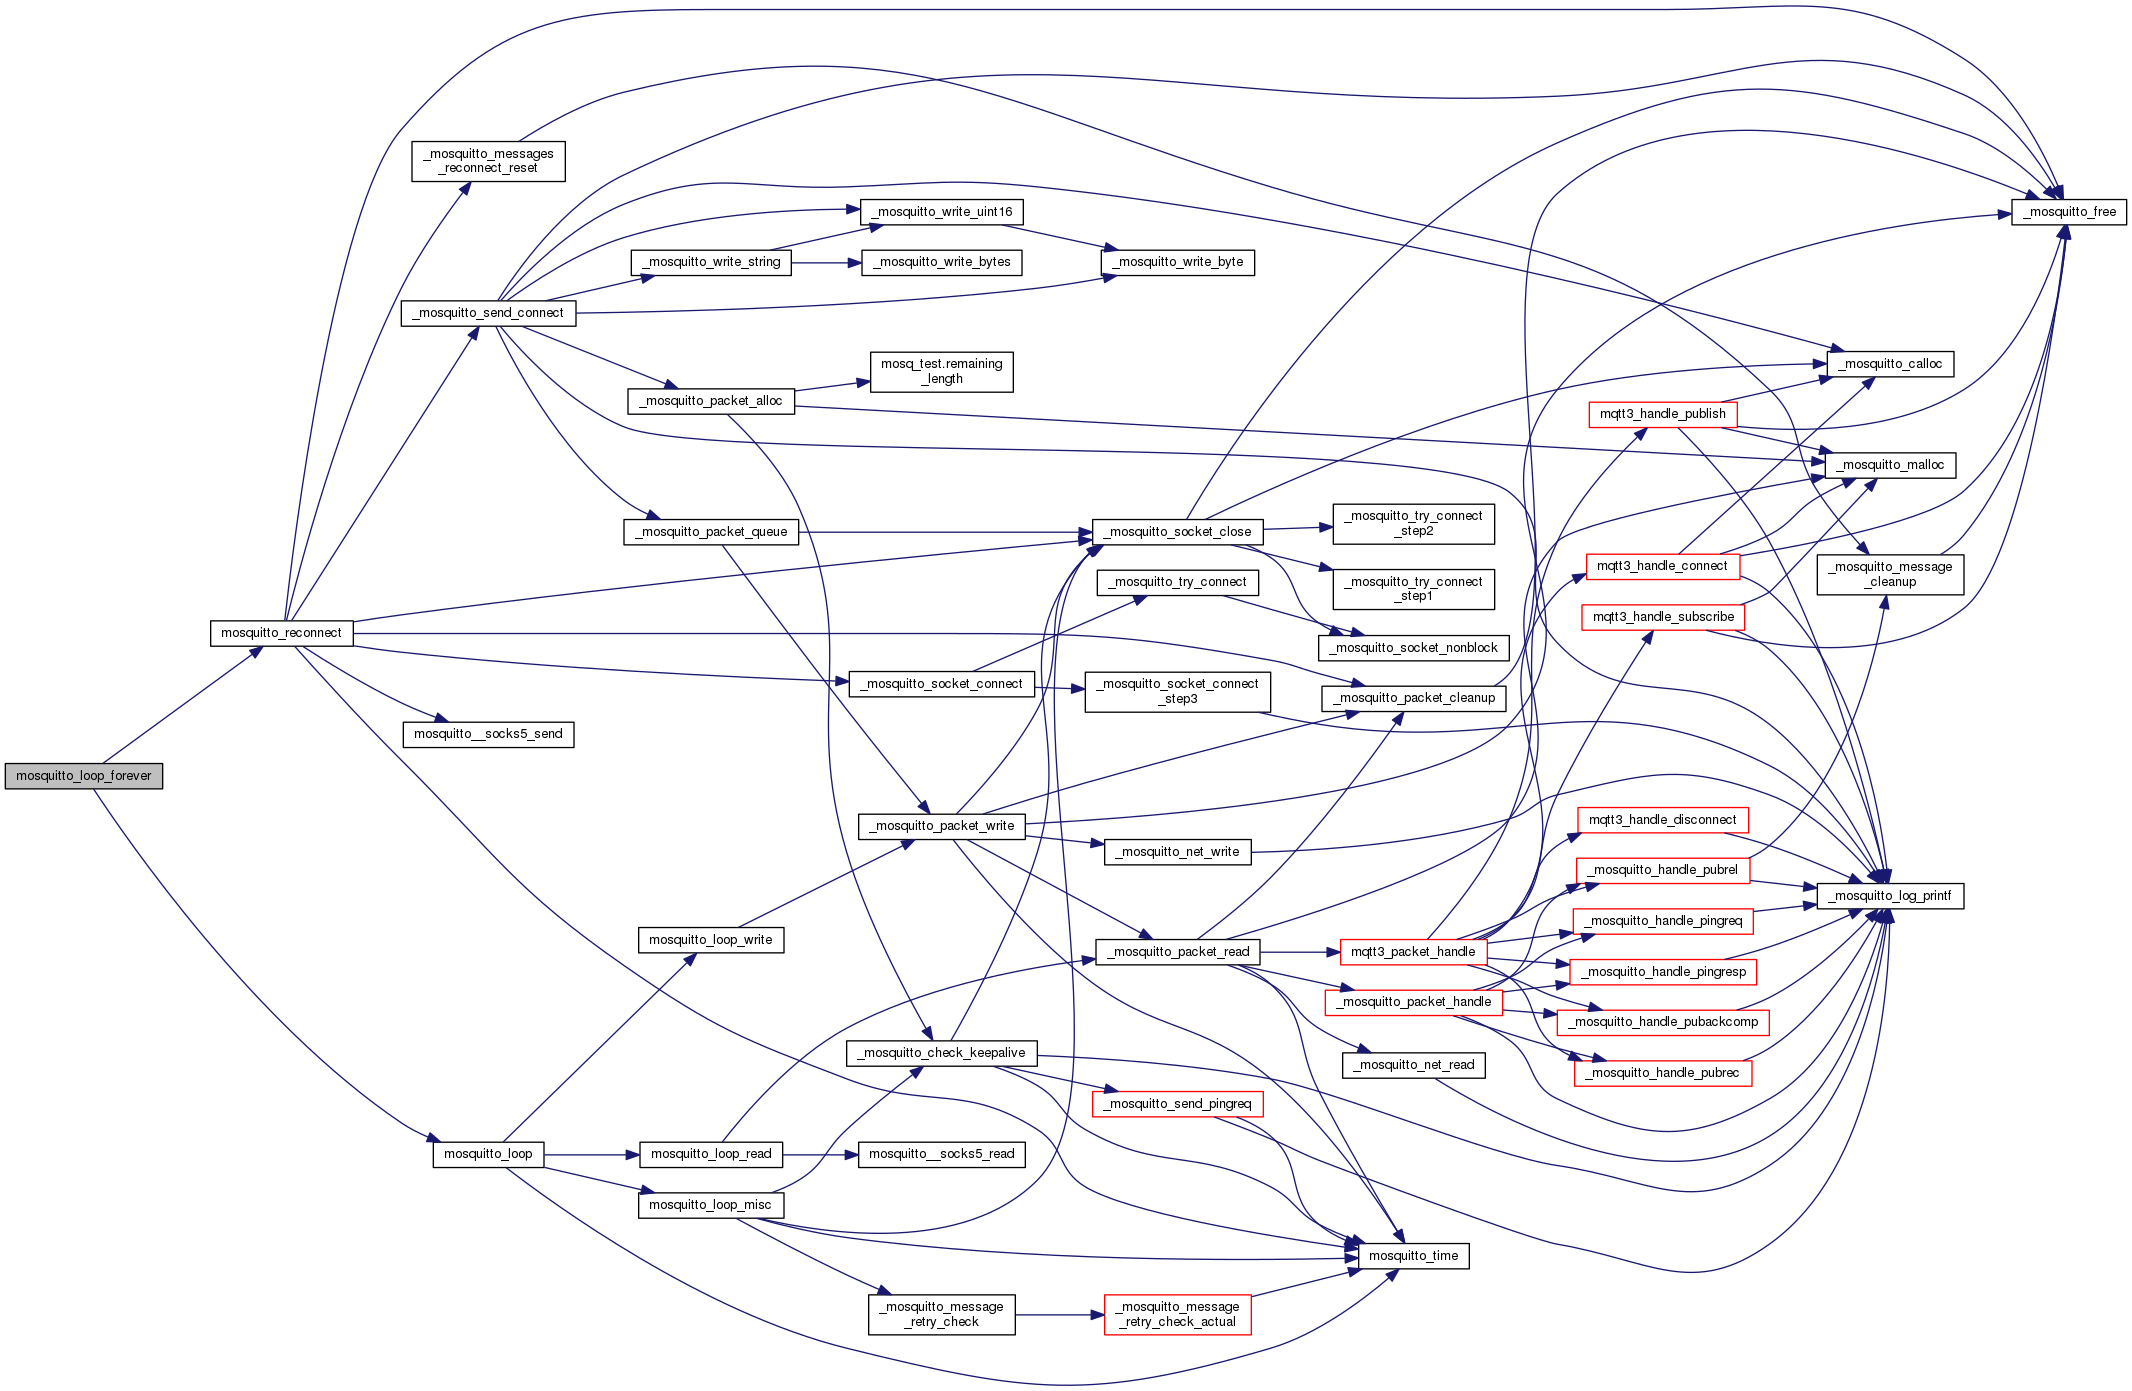 mosquitto_loop_forever
mosquitto_reconnect
mosquitto_loop
_mosquitto_messages
_reconnect_reset
_mosquitto_send_connect
mosquitto__socks5_send
_mosquitto_write_string
_mosquitto_packet_alloc
_mosquitto_packet_queue
mosquitto_loop_write
mosquitto_loop_read
mosquitto_loop_misc
_mosquitto_write_uint16
_mosquitto_write_bytes
mosq_test.remaining
_length
_mosquitto_socket_connect
_mosquitto_packet_write
_mosquitto_check_keepalive
mosquitto__socks5_read
_mosquitto_message
_retry_check
_mosquitto_write_byte
_mosquitto_socket_close
_mosquitto_try_connect
_mosquitto_socket_connect
_step3
_mosquitto_net_write
_mosquitto_packet_read
_mosquitto_send_pingreq
_mosquitto_message
_retry_check_actual
_mosquitto_try_connect
_step2
_mosquitto_try_connect
_step1
_mosquitto_socket_nonblock
_mosquitto_packet_cleanup
mqtt3_packet_handle
_mosquitto_packet_handle
_mosquitto_net_read
mosquitto_time
mqtt3_handle_publish
mqtt3_handle_connect
mqtt3_handle_subscribe
mqtt3_handle_disconnect
_mosquitto_handle_pubrel
_mosquitto_handle_pingreq
_mosquitto_handle_pingresp
_mosquitto_handle_pubackcomp
_mosquitto_handle_pubrec
_mosquitto_calloc
_mosquitto_malloc
_mosquitto_message
_cleanup
_mosquitto_log_printf
_mosquitto_free